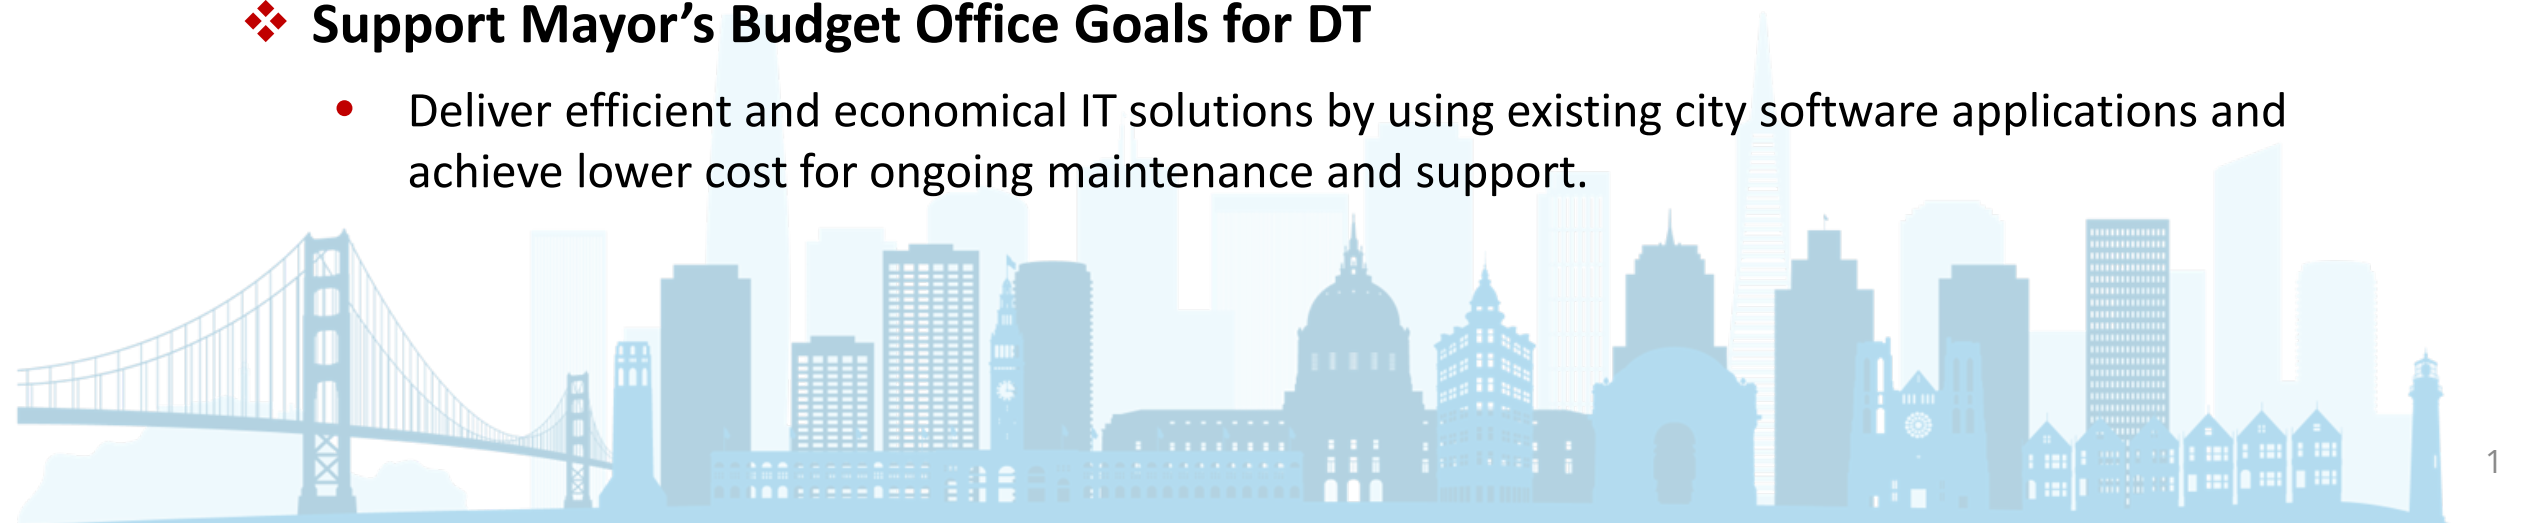 ❖ Support Mayor’s Budget Office Goals for DT
• Deliver efficient and economical IT solutions by using existing city software applications and
achieve lower cost for ongoing maintenance and support.
1